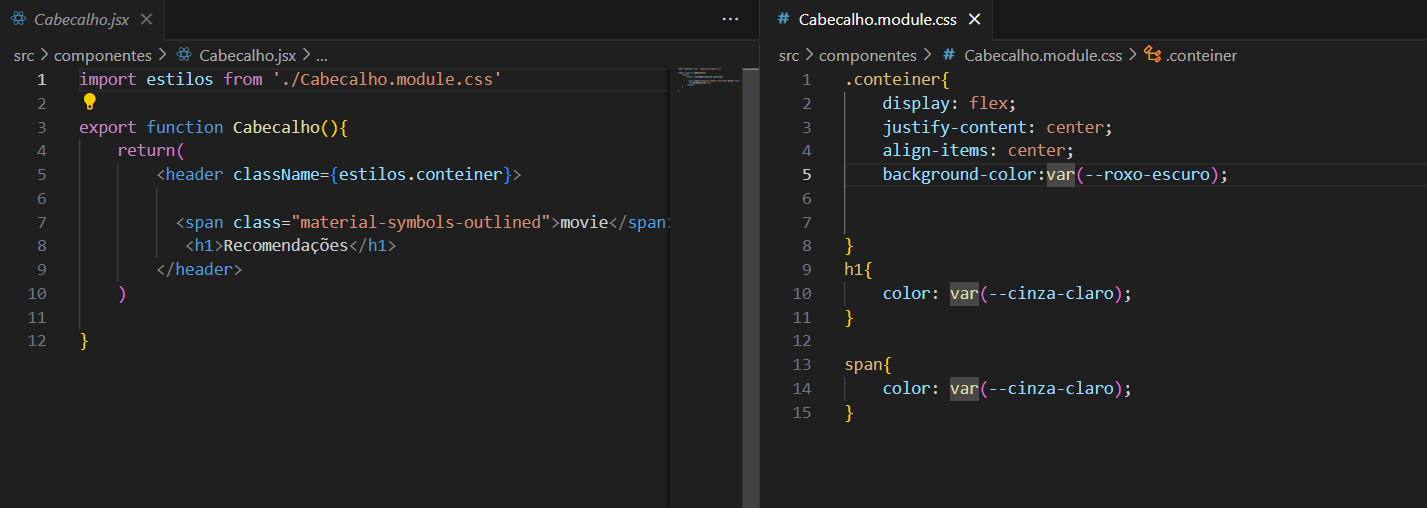 Cabecalho.jsx
src > componentes > Cabecalho.jsx > ...
1 import estilos from './Cabecalho.module.css'
2
3 export function Cabecalho(){
4 return(
5 <header className={estilos.conteiner}>
6
7 <span class="material-symbols-outlined">movie</span>
8 <h1>Recomendações</h1>
9 </header>
10 )
11
12 }
# Cabecalho.module.css
src > componentes > # Cabecalho.module.css > .conteiner
1 .conteiner{
2 display: flex;
3 justify-content: center;
4 align-items: center;
5 background-color:var(--roxo-escuro);
6
7
8 }
9 h1{
10 color: var(--cinza-claro);
11 }
12
13 span{
14 color: var(--cinza-claro);
15 }